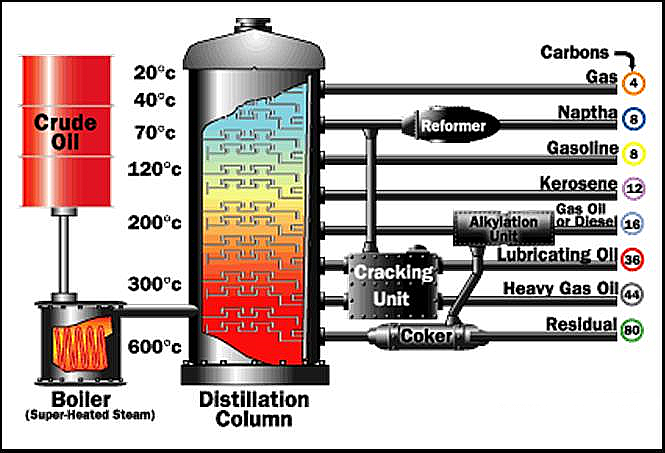 Carbons
Gas 4
20°c
40°c
Naptha 8
Crude
Oil
Reformer
70°c
Gasoline 8
120°c
Kerosene 12
200°c
Gas Oil
or Diesel 16
Alkylation
Unit
Lubricating Oil 36
Cracking
Unit
300°c
Heavy Gas Oil 44
Residual 80
Coker
600°c
Boiler
(Super-Heated Steam)
Distillation
Column